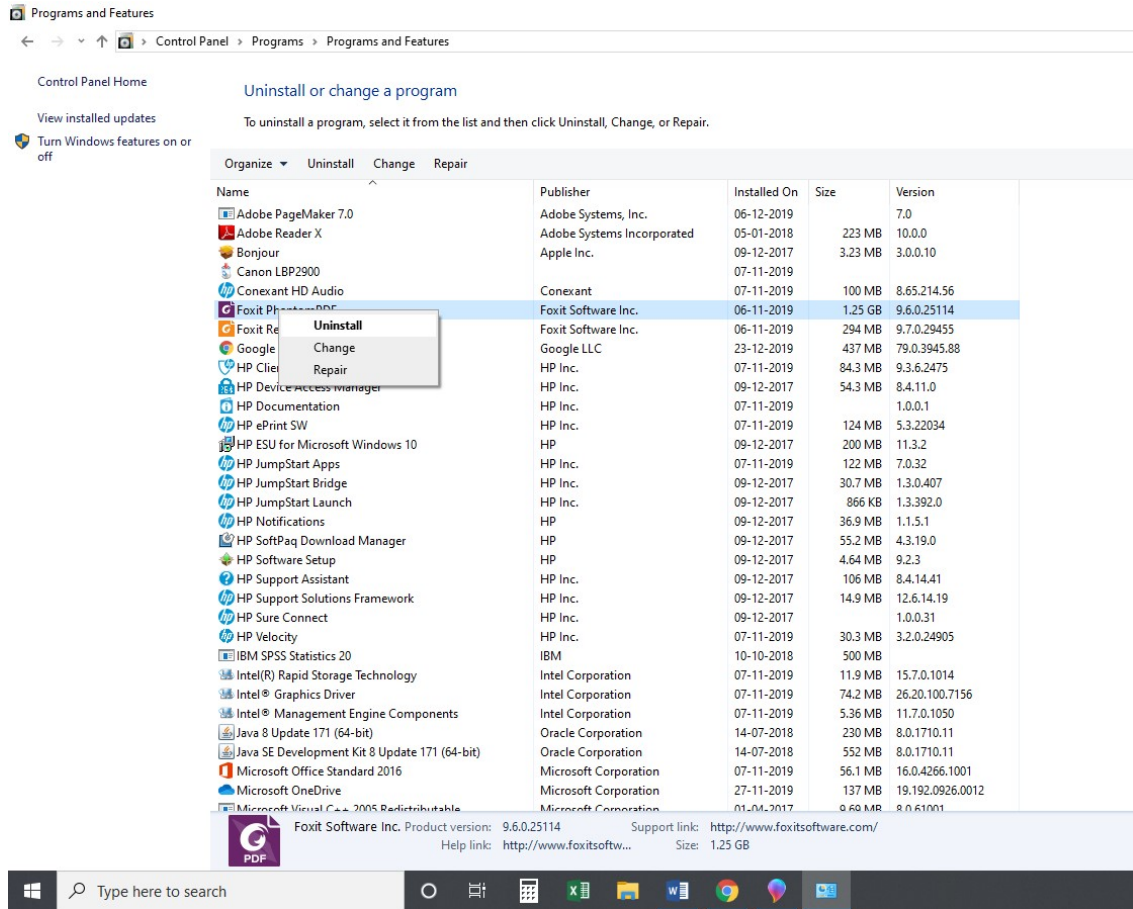 Programs and Features
Control Panel > Programs > Programs and Features
Control Panel Home
View installed updates
Turn Windows features on or
off
Uninstall or change a program
To uninstall a program, select it from the list and then click Uninstall, Change, or Repair.
Organize Uninstall Change Repair
Name Publisher Installed On Size Version
Adobe PageMaker 7.0 Adobe Systems, Inc. 06-12-2019 7.0
Adobe Reader X Adobe Systems Incorporated 05-01-2018 223 MB 10.0.0
Bonjour Apple Inc. 09-12-2017 3.23 MB 3.0.0.10
Canon LBP2900 07-11-2019
Conexant HD Audio Conexant 07-11-2019 100 MB 8.65.214.56
Foxit PhantomPDF Foxit Software Inc. 06-11-2019 1.25 GB 9.6.0.25114
Foxit Re Foxit Software Inc. 06-11-2019 294 MB 9.7.0.29455
Google Google LLC 23-12-2019 437 MB 79.0.3945.88
HP Clie HP Inc. 07-11-2019 84.3 MB 9.3.6.2475
Uninstall
Change
Repair
HP Device Access Manager HP Inc. 09-12-2017 54.3 MB 8.4.11.0
HP Documentation HP Inc. 07-11-2019 1.0.0.1
HP ePrint SW HP Inc. 07-11-2019 124 MB 5.3.22034
HP ESU for Microsoft Windows 10 HP 09-12-2017 200 MB 11.3.2
HP JumpStart Apps HP Inc. 07-11-2019 122 MB 7.0.32
HP JumpStart Bridge HP Inc. 09-12-2017 30.7 MB 1.3.0.407
HP JumpStart Launch HP Inc. 09-12-2017 866 KB 1.3.392.0
HP Notifications HP 09-12-2017 36.9 MB 1.1.5.1
HP SoftPaq Download Manager HP 09-12-2017 55.2 MB 4.3.19.0
HP Software Setup HP 09-12-2017 4.64 MB 9.2.3
HP Support Assistant HP Inc. 09-12-2017 106 MB 8.4.14.41
HP Support Solutions Framework HP Inc. 09-12-2017 14.9 MB 12.6.14.19
HP Sure Connect HP Inc. 09-12-2017 1.0.0.31
HP Velocity HP Inc. 07-11-2019 30.3 MB 3.2.0.24905
IBM SPSS Statistics 20 IBM 10-10-2018 500 MB
Intel(R) Rapid Storage Technology Intel Corporation 07-11-2019 11.9 MB 15.7.0.1014
Intel® Graphics Driver Intel Corporation 07-11-2019 74.2 MB 26.20.100.7156
Intel® Management Engine Components Intel Corporation 07-11-2019 5.36 MB 11.7.0.1050
Java 8 Update 171 (64-bit) Oracle Corporation 14-07-2018 230 MB 8.0.1710.11
Java SE Development Kit 8 Update 171 (64-bit) Oracle Corporation 14-07-2018 552 MB 8.0.1710.11
Microsoft Office Standard 2016 Microsoft Corporation 07-11-2019 56.1 MB 16.0.4266.1001
Microsoft OneDrive Microsoft Corporation 27-11-2019 137 MB 19.192.0926.0012
Microsoft Visual C++ 2005 Redistributable Microsoft Corporation 01-04-2017 9.69 MB 8.0.61001
Foxit Software Inc. Product version: 9.6.0.25114 Support link: http://www.foxitsoftware.com/
Help link: http://www.foxitsoftw... Size: 1.25 GB
PDF
Type here to search